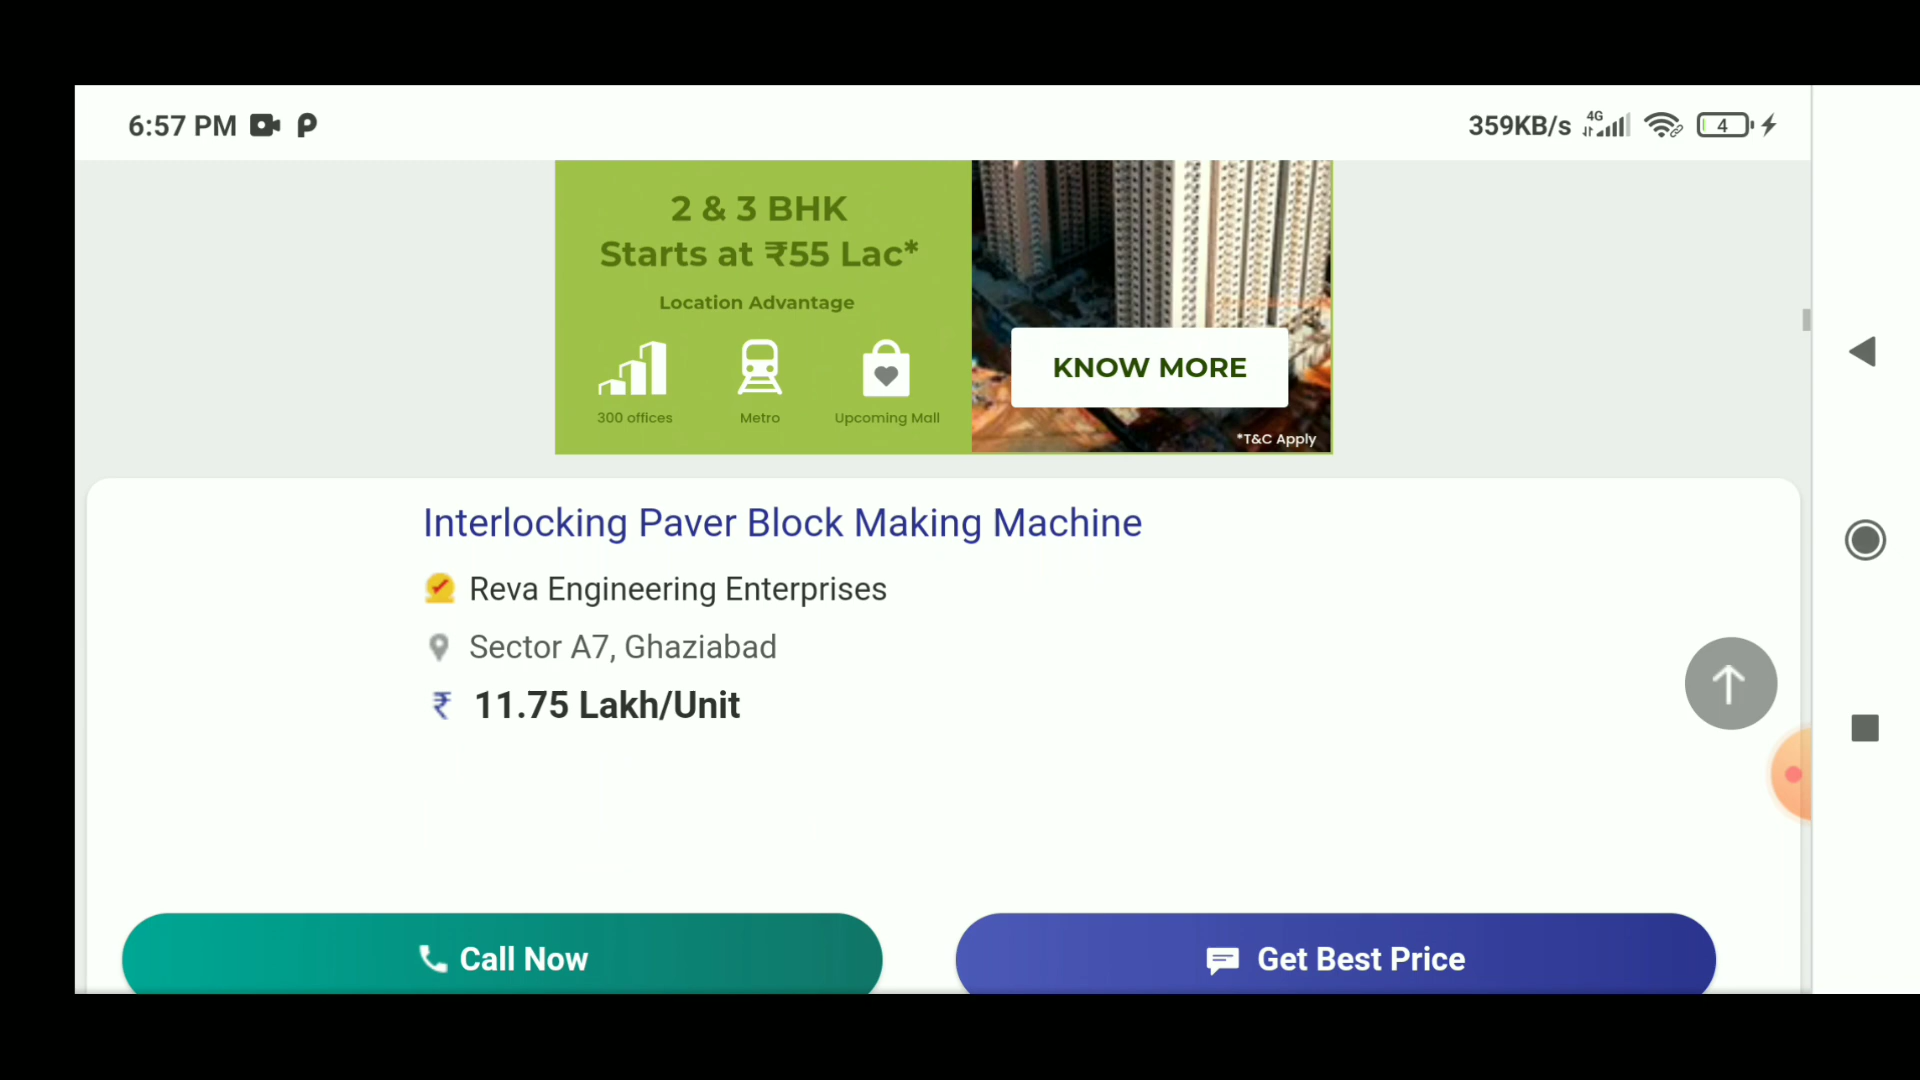 6:57 PM
359KB/s 4G 4
2 & 3 BHK
Starts at ₹55 Lac*
Location Advantage
300 offices Metro Upcoming Mall
KNOW MORE
*T&C Apply
Interlocking Paver Block Making Machine
Reva Engineering Enterprises
Sector A7, Ghaziabad
₹ 11.75 Lakh/Unit
Call Now
Get Best Price